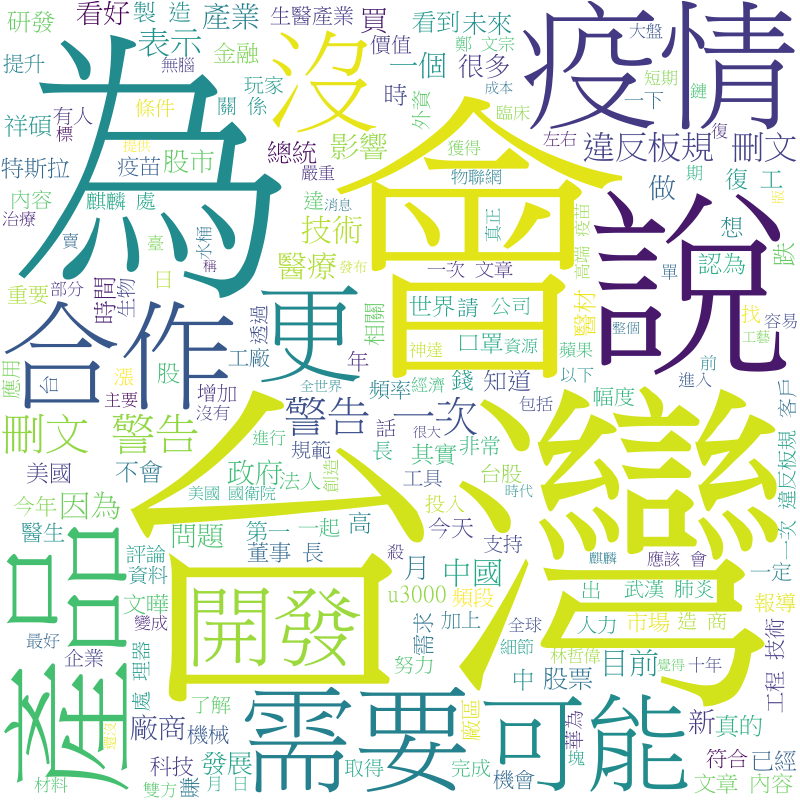 研發 看好 製 造 產業 生醫產業 買 看到 未來
提升 表示 金融 價值 一個 很多
無腦 玩家 時 外資
鄭 文宗 大盤 成本 短期 鏈
為 沒 會 疫情
關 係 影響 臨床 一下 復
祥碩 有人 條件 標 提供
特斯拉 疫苗 股市 總統 嚴重 獲得 左右 違反板規 刪文
內容 麒麟 處 達 消息 物聯網 做 期 復 工 版
治療 賣 臺 水桶 技術 真正 疫苗 想 跌
稱 發布 醫療 一次 文章 高端 單 認為
重要 部分 時間 生物 日 透過 相關 世界 請 公司 醫材 找 容易
合作 更 說
神達 口罩 資源 蘋果 整個 前 工藝
應用 台 漲 股 工廠 年 以下 進入
主要 增加 沒有 全世界 頻率 經濟 錢 知道 包括 幅度 客戶
刪文 警告 警告 一次
進行 規範 話 很大 長 其實 非常
美國 不會 政府 法人 創造 工具 台股
台灣
今年 因為 美國 國衛院 投入 時代
醫生 問題 第一 一起 高 今天 支持 違反板規
開發
評論 資料 董事 長 殺 月 中國 麒麟 應該 會 一次 一定
文曄 u3000 頻段 出 武漢 肺炎
產品 變成 需求 加上 全球 人力 市場 造 商 報導
最好 企業 處 理器 努力 細節 林哲偉 目前 覺得 十年 工程 技術
需要 可能
了解 廠商 機械 中 股票 廠區 新 真的 華為
科技 發展 取得 完成 機會 塊 符合 已經
材料 雙方 賺 月 日 文章 內容